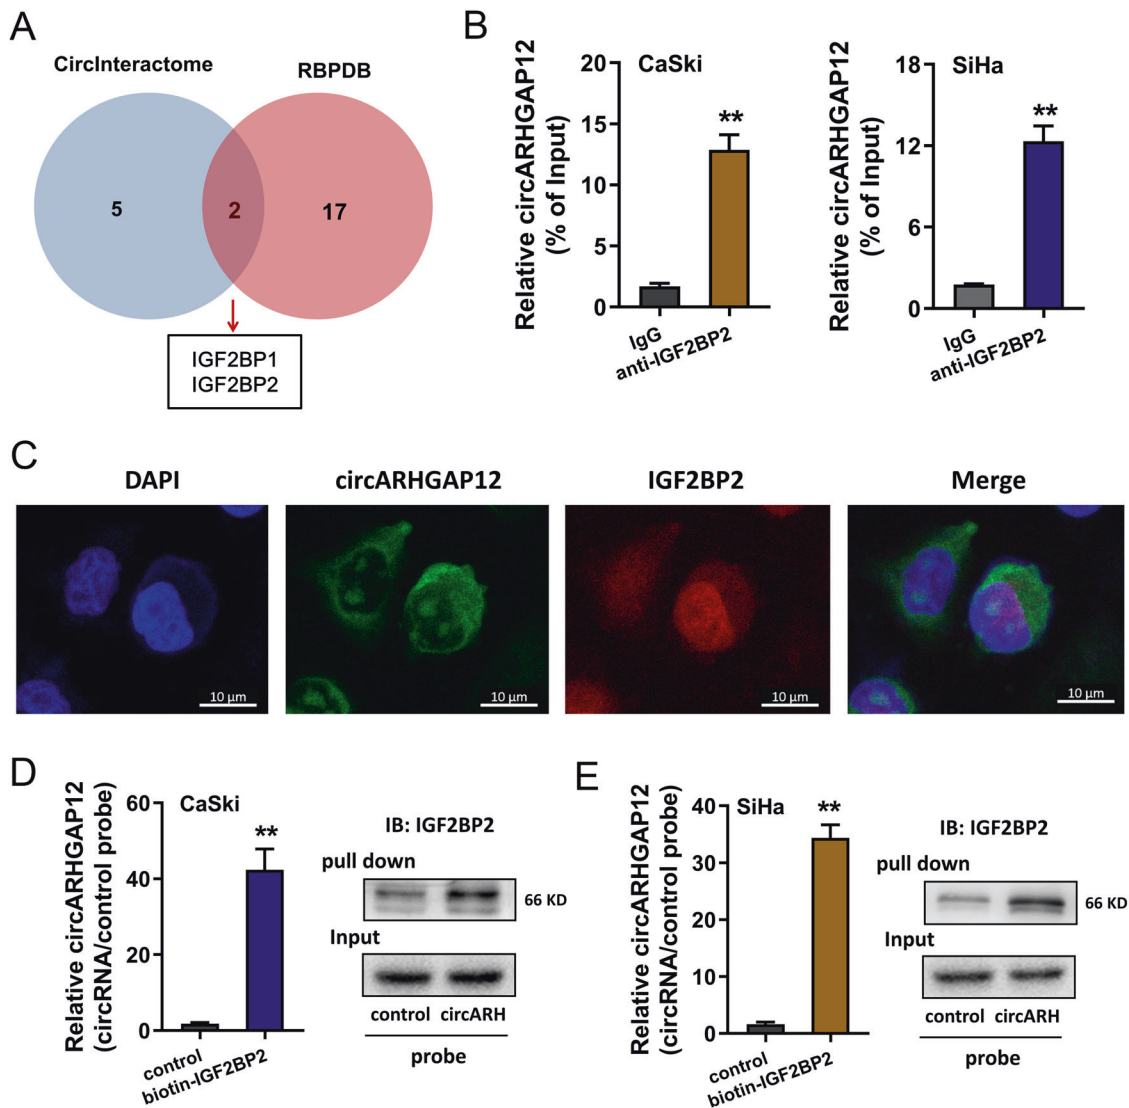 A
CircInteractome
RBPDB
5
2
17
IGF2BP1
IGF2BP2
B
Relative circARHGAP12
(% of Input)
20
15
10
5
0
CaSki
**
IgG
anti-IGF2BP2
Relative circARHGAP12
(% of Input)
18
12
6
0
SiHa
**
IgG
anti-IGF2BP2
C
DAPI
circARHGAP12
IGF2BP2
Merge
10 μm
10 μm
10 μm
10 μm
D
Relative circARHGAP12
(circRNA/control probe)
60
40
20
0
CaSki
**
control
biotin-IGF2BP2
IB: IGF2BP2
pull down
66 KD
Input
control circARH
probe
E
Relative circARHGAP12
(circRNA/control probe)
40
30
20
10
0
SiHa
**
control
biotin-IGF2BP2
IB: IGF2BP2
pull down
66 KD
Input
control circARH
probe